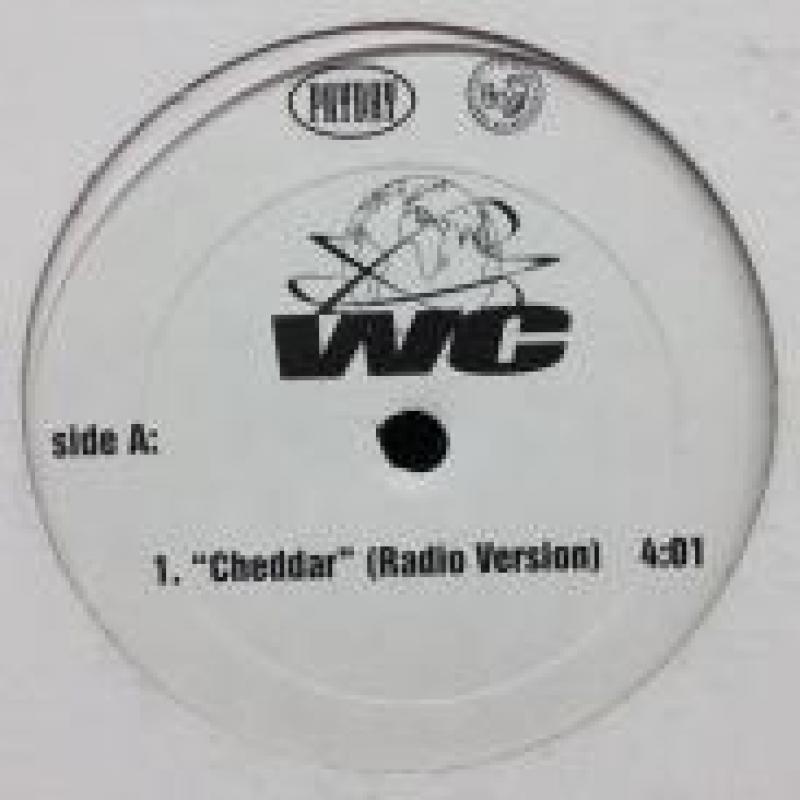 PAYDAY
WC
side A:
1. "Cheddar" (Radio Version) 4:01